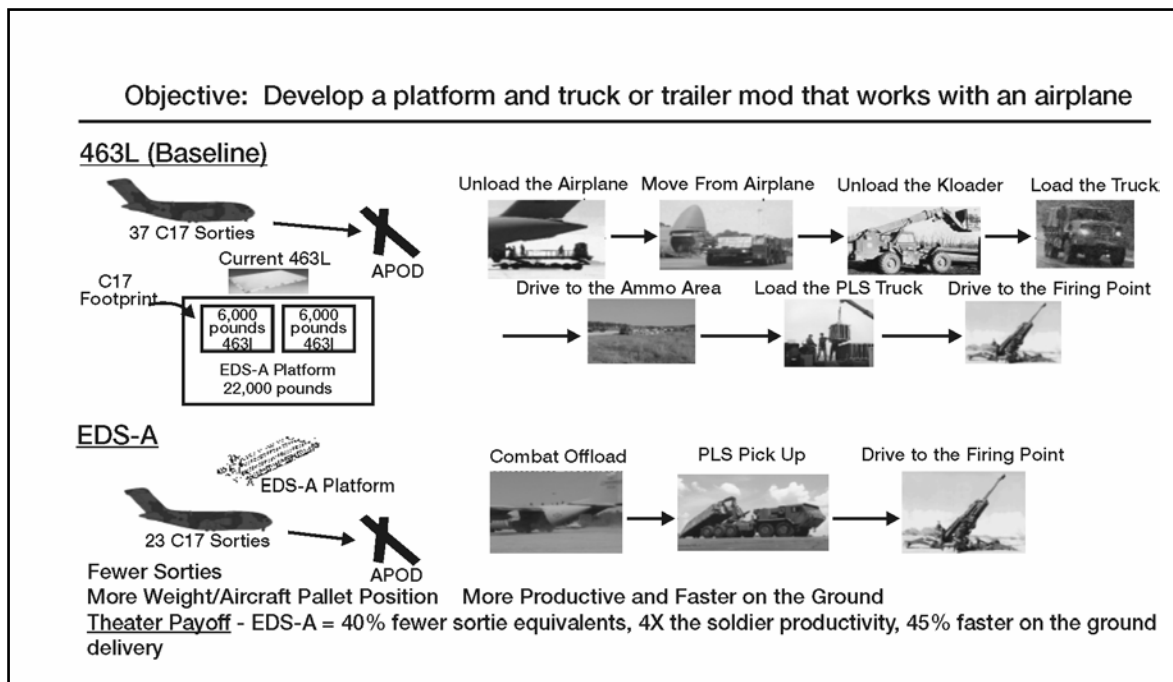 Objective: Develop a platform and truck or trailer mod that works with an airplane
463L (Baseline)
37 C17 Sorties
APOD
Current 463L
C17
Footprint
6,000
pounds
463l
6,000
pounds
463l
EDS-A Platform
22,000 pounds
Unload the Airplane
Move From Airplane
Unload the Kloader
Load the Truck
Drive to the Ammo Area
Load the PLS Truck
Drive to the Firing Point
EDS-A
EDS-A Platform
23 C17 Sorties
APOD
Combat Offload
PLS Pick Up
Drive to the Firing Point
Fewer Sorties
More Weight/Aircraft Pallet Position More Productive and Faster on the Ground
Theater Payoff - EDS-A = 40% fewer sortie equivalents, 4X the soldier productivity, 45% faster on the ground
delivery